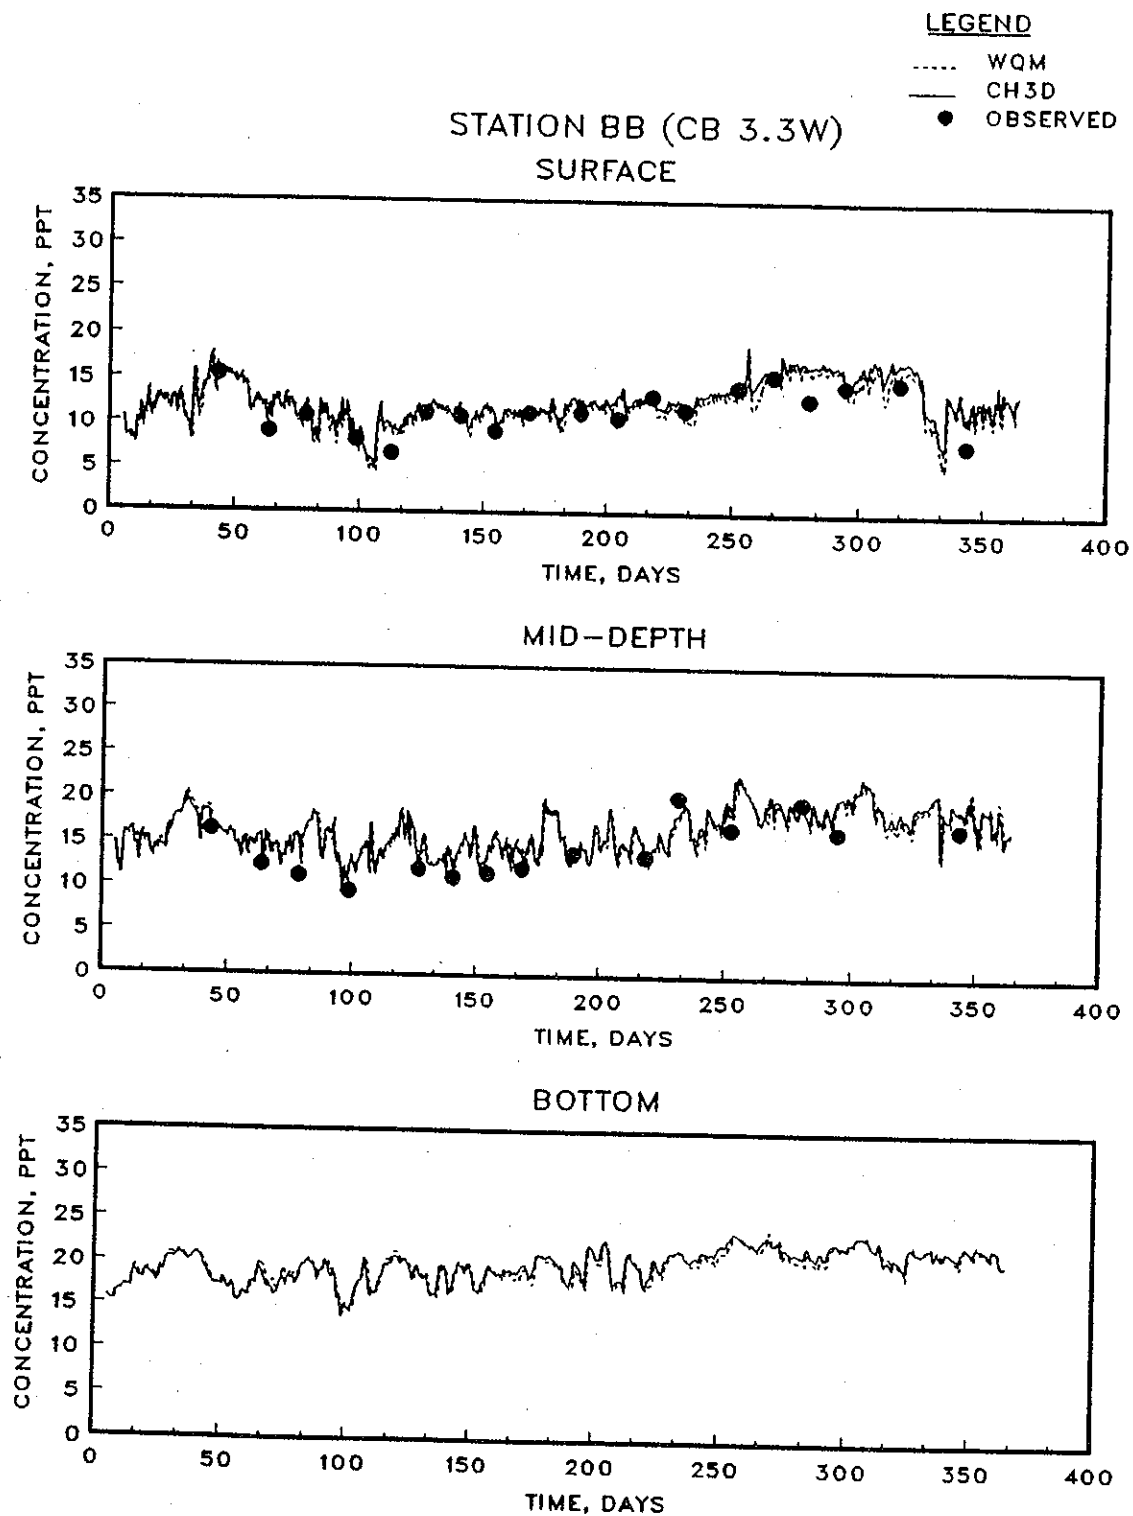 LEGEND
WQM
CH3D
OBSERVED
STATION BB (CB 3.3W)
SURFACE
CONCENTRATION, PPT
35
30
25
20
15
10
5
0
0 50 100 150 200 250 300 350 400
TIME, DAYS
MID-DEPTH
CONCENTRATION, PPT
35
30
25
20
15
10
5
0
0 50 100 150 200 250 300 350 400
TIME, DAYS
BOTTOM
CONCENTRATION, PPT
35
30
25
20
15
10
5
0
0 50 100 150 200 250 300 350 400
TIME, DAYS